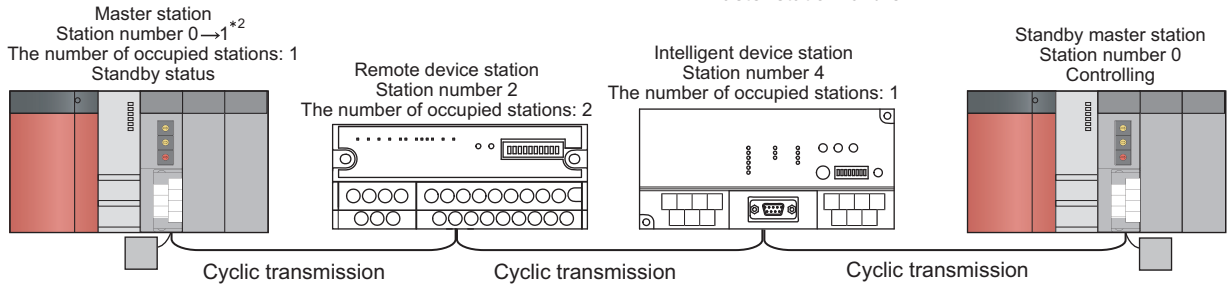 Master station
Station number 0→1*2
The number of occupied stations: 1
Standby status
Remote device station
Station number 2
The number of occupied stations: 2
Intelligent device station
Station number 4
The number of occupied stations: 1
Standby master station
Station number 0
Controlling
Cyclic transmission
Cyclic transmission
Cyclic transmission